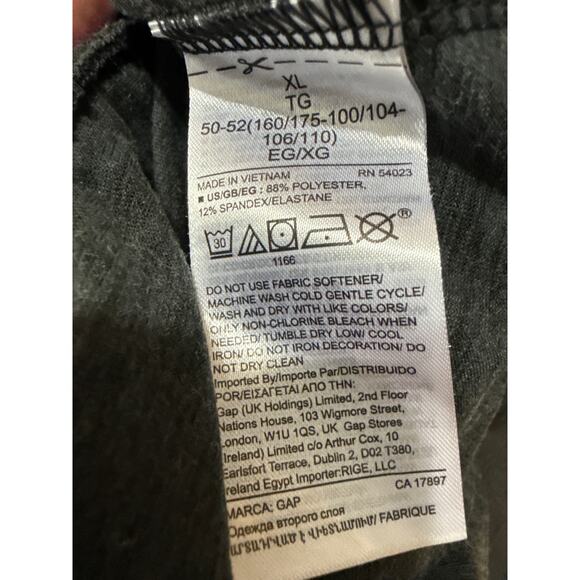 XL
TG
50-52(160/175-100/104-
106/110)
EG/XG
MADE IN VIETNAM RN 54023
■ US/GB/EG : 88% POLYESTER,
12% SPANDEX/ELASTANE
30 ®
1166
DO NOT USE FABRIC SOFTENER/
MACHINE WASH COLD GENTLE CYCLE/
WASH AND DRY WITH LIKE COLORS/
ONLY NON-CHLORINE BLEACH WHEN
NEEDED/ TUMBLE DRY LOW/ COOL
IRON/ DO NOT IRON DECORATION/ DO
NOT DRY CLEAN
Imported By/Importe Par/DISTRIBUIDO
POR/ΕΙΣΑΓΕΤΑΙ ΑΠΟ ΤΗΝ:
Gap (UK Holdings) Limited, 2nd Floor
Nations House, 103 Wigmore Street,
London, W1U 1QS, UK Gap Stores
(Ireland) Limited c/o Arthur Cox, 10
Earlsfort Terrace, Dublin 2, D02 T380,
Ireland Egypt Importer:RIGE, LLC
CA 17897
MARCA: GAP
Одежда второго слоя
FABRIQUE